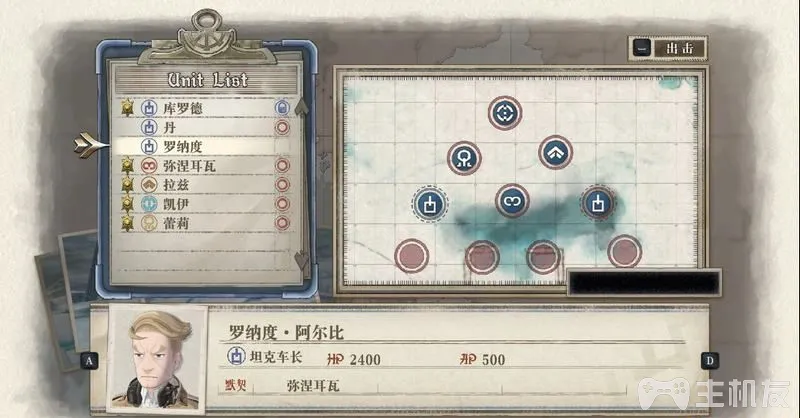 Unit List
出击
库罗德
丹
罗纳度
弥涅耳瓦
拉兹
凯伊
蕾莉
罗纳度·阿尔比
坦克车长 HP 2400 AP 500
默契 弥涅耳瓦
A
D
主机友